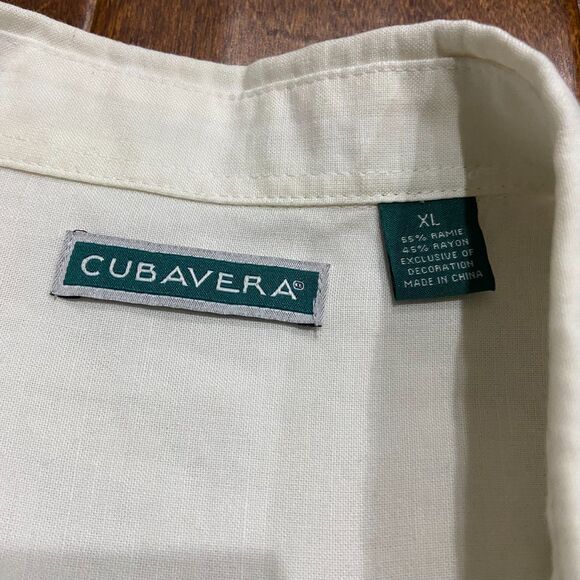 CUBAVERA®
XL
55% RAMIE
45% RAYON
EXCLUSIVE OF
DECORATION
MADE IN CHINA